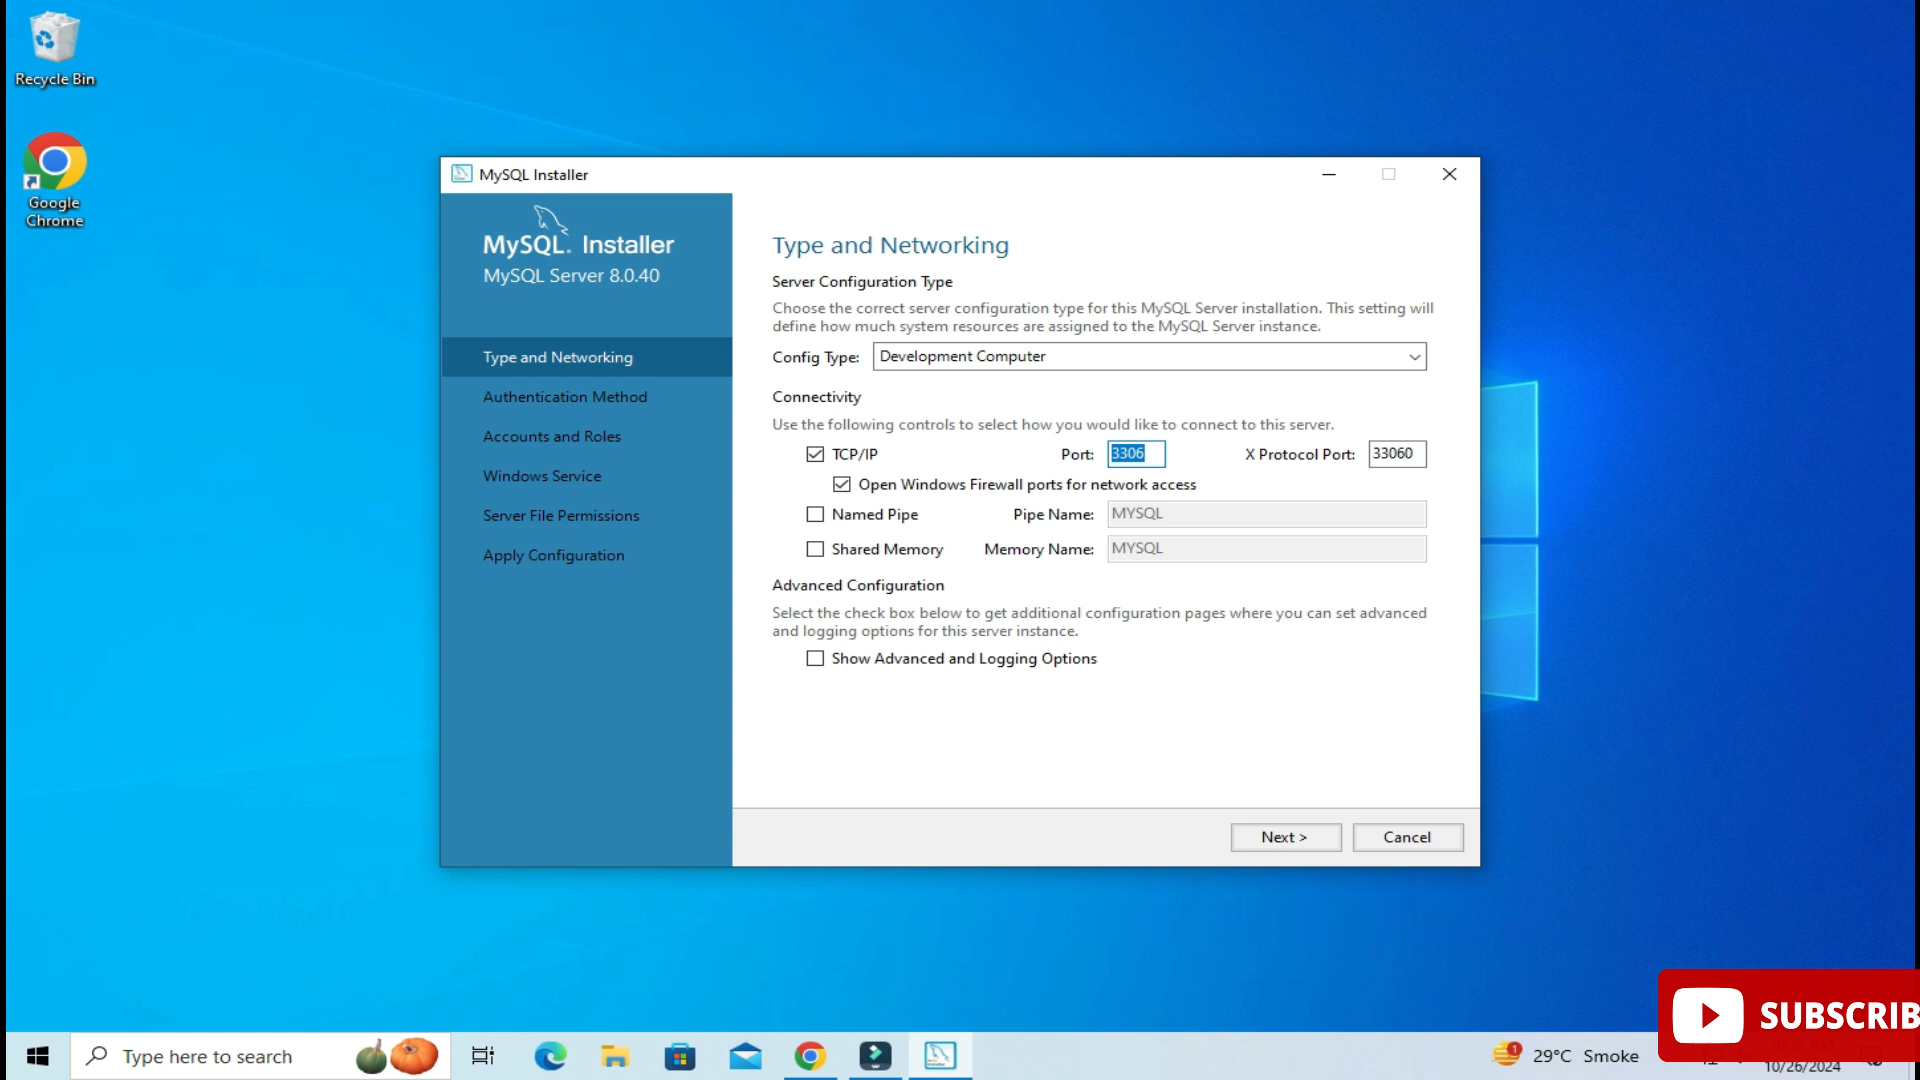 Recycle Bin
Google
Chrome
MySQL Installer
MySQL. Installer
MySQL Server 8.0.40
Type and Networking
Authentication Method
Accounts and Roles
Windows Service
Server File Permissions
Apply Configuration
Type and Networking
Server Configuration Type
Choose the correct server configuration type for this MySQL Server installation. This setting will
define how much system resources are assigned to the MySQL Server instance.
Config Type: Development Computer
Connectivity
Use the following controls to select how you would like to connect to this server.
TCP/IP Port: 3306 X Protocol Port: 33060
Open Windows Firewall ports for network access
Named Pipe Pipe Name: MYSQL
Shared Memory Memory Name: MYSQL
Advanced Configuration
Select the check box below to get additional configuration pages where you can set advanced
and logging options for this server instance.
Show Advanced and Logging Options
Next > Cancel
SUBSCRIB
Type here to search
1
29°C Smoke
10/26/2024